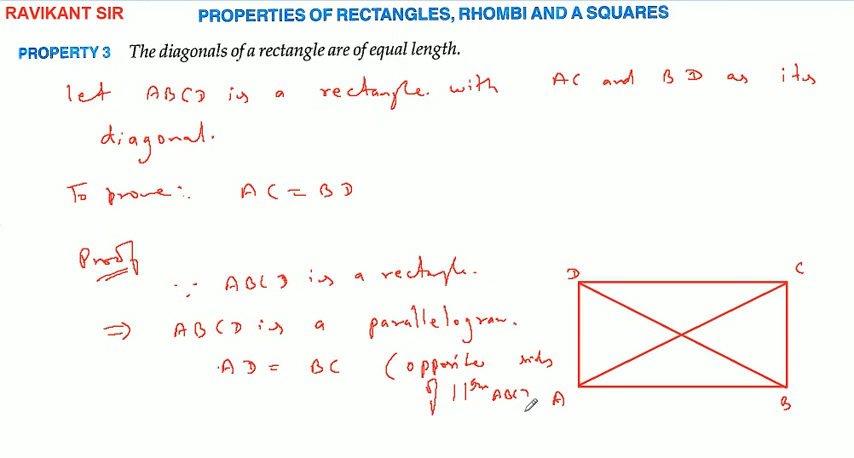 RAVIKANT SIR PROPERTIES OF RECTANGLES, RHOMBI AND A SQUARES
PROPERTY 3 The diagonals of a rectangle are of equal length.
let ABCD is a rectangle. with AC and BD as its
diagonal.
To prove:. AC = BD
Proof
∵ ABCD is a rectangle.
⇒ ABCD is a parallelogram.
AD = BC (opposite sides
of ||gm ABCD
D C
A B